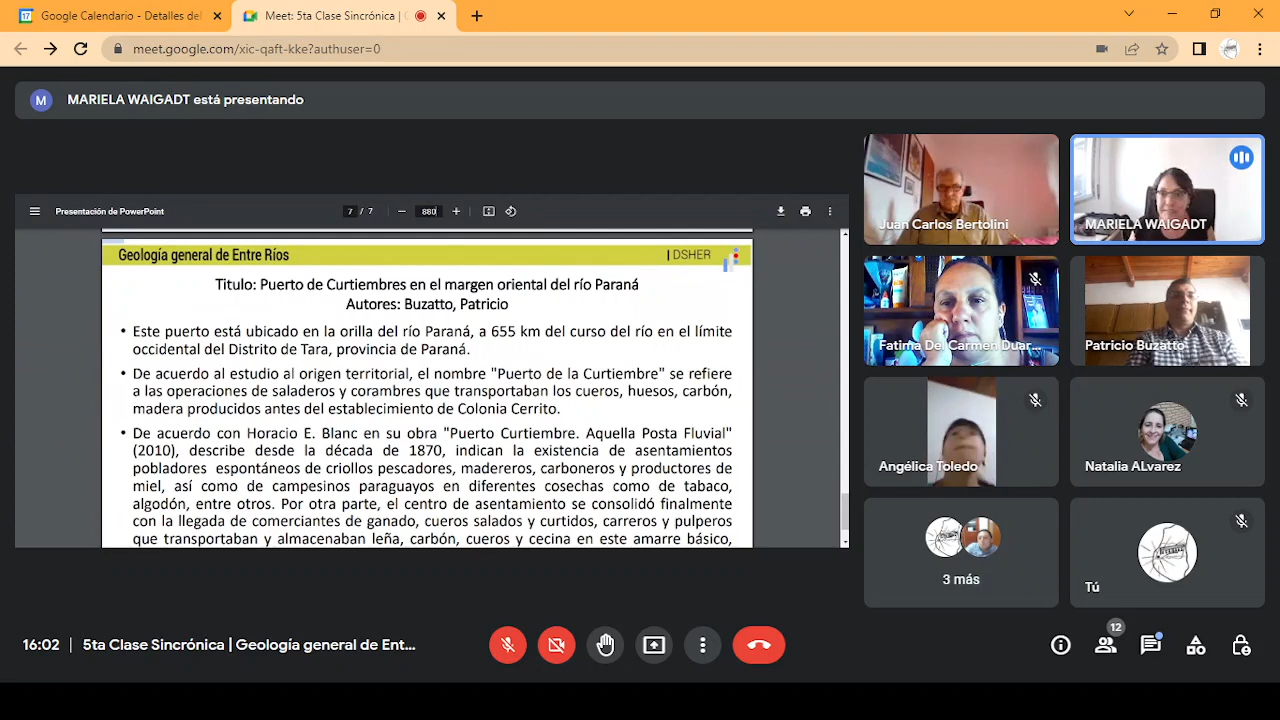 Google Calendario - Detalles del
Meet: 5ta Clase Sincrónica |
meet.google.com/xic-qaft-kke?authuser=0
M MARIELA WAIGADT está presentando
Presentación de PowerPoint 7 / 7 880
Geología general de Entre Ríos | DSHER
Titulo: Puerto de Curtiembres en el margen oriental del río Paraná
Autores: Buzatto, Patricio
• Este puerto está ubicado en la orilla del río Paraná, a 655 km del curso del río en el límite
occidental del Distrito de Tara, provincia de Paraná.
• De acuerdo al estudio al origen territorial, el nombre "Puerto de la Curtiembre" se refiere
a las operaciones de saladeros y corambres que transportaban los cueros, huesos, carbón,
madera producidos antes del establecimiento de Colonia Cerrito.
• De acuerdo con Horacio E. Blanc en su obra "Puerto Curtiembre. Aquella Posta Fluvial"
(2010), describe desde la década de 1870, indican la existencia de asentamientos
pobladores espontáneos de criollos pescadores, madereros, carboneros y productores de
miel, así como de campesinos paraguayos en diferentes cosechas como de tabaco,
algodón, entre otros. Por otra parte, el centro de asentamiento se consolidó finalmente
con la llegada de comerciantes de ganado, cueros salados y curtidos, carreros y pulperos
que transportaban y almacenaban leña, carbón, cueros y cecina en este amarre básico,
Juan Carlos Bertolini
MARIELA WAIGADT
Fatima Del Carmen Duar...
Patricio Buzatto
Angélica Toledo
Natalia ALvarez
3 más
Tú
16:02 | 5ta Clase Sincrónica | Geología general de Ent...
12